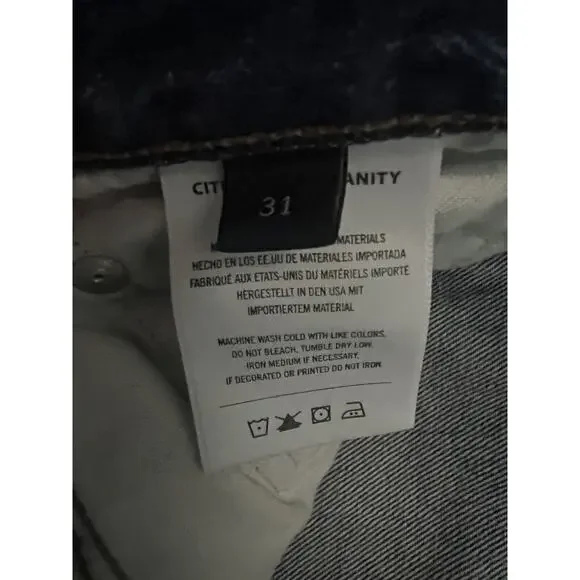 CIT ANITY
31
MATERIALS
HECHO EN LOS EE.UU DE MATERIALES IMPORTADA
FABRIQUÉ AUX ETATS-UNIS DU MATÉRIELS IMPORTÉ
HERGESTELLT IN DEN USA MIT
IMPORTIERTEM MATERIAL
MACHINE WASH COLD WITH LIKE COLORS,
DO NOT BLEACH, TUMBLE DRY LOW.
IRON MEDIUM IF NECESSARY.
IF DECORATED OR PRINTED DO NOT IRON.